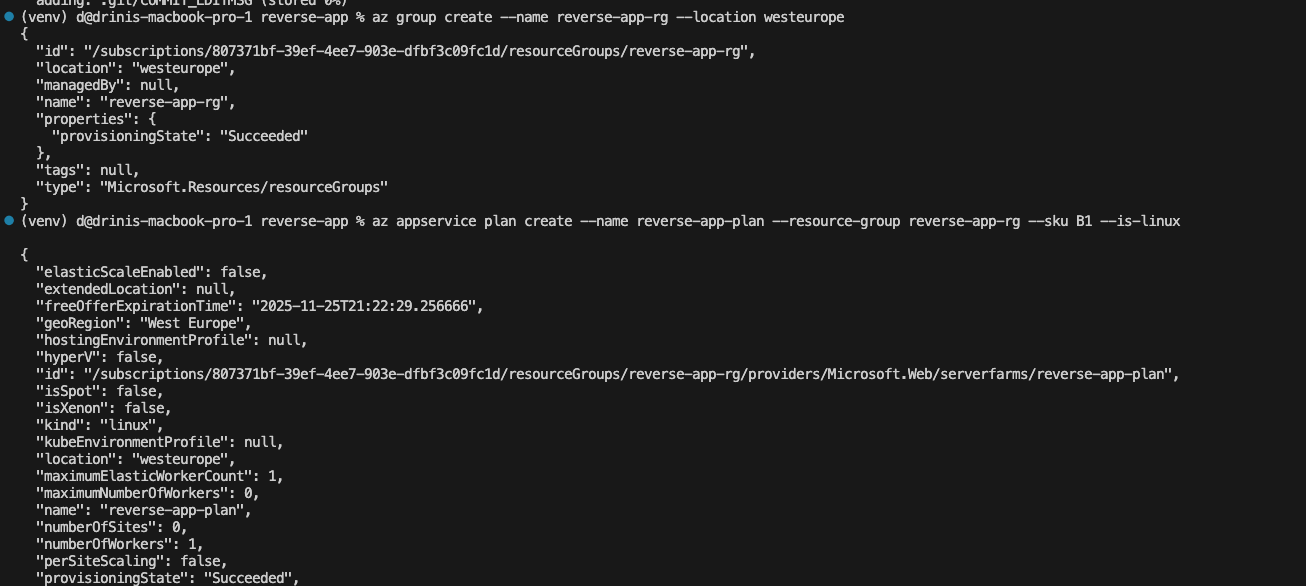 adding: .git/COMMIT_EDITMSG (stored 0%)
(venv) d@drinis-macbook-pro-1 reverse-app % az group create --name reverse-app-rg --location westeurope
{
  "id": "/subscriptions/807371bf-39ef-4ee7-903e-dfbf3c09fc1d/resourceGroups/reverse-app-rg",
  "location": "westeurope",
  "managedBy": null,
  "name": "reverse-app-rg",
  "properties": {
    "provisioningState": "Succeeded"
  },
  "tags": null,
  "type": "Microsoft.Resources/resourceGroups"
}
(venv) d@drinis-macbook-pro-1 reverse-app % az appservice plan create --name reverse-app-plan --resource-group reverse-app-rg --sku B1 --is-linux
{
  "elasticScaleEnabled": false,
  "extendedLocation": null,
  "freeOfferExpirationTime": "2025-11-25T21:22:29.256666",
  "geoRegion": "West Europe",
  "hostingEnvironmentProfile": null,
  "hyperV": false,
  "id": "/subscriptions/807371bf-39ef-4ee7-903e-dfbf3c09fc1d/resourceGroups/reverse-app-rg/providers/Microsoft.Web/serverfarms/reverse-app-plan",
  "isSpot": false,
  "isXenon": false,
  "kind": "linux",
  "kubeEnvironmentProfile": null,
  "location": "westeurope",
  "maximumElasticWorkerCount": 1,
  "maximumNumberOfWorkers": 0,
  "name": "reverse-app-plan",
  "numberOfSites": 0,
  "numberOfWorkers": 1,
  "perSiteScaling": false,
  "provisioningState": "Succeeded",